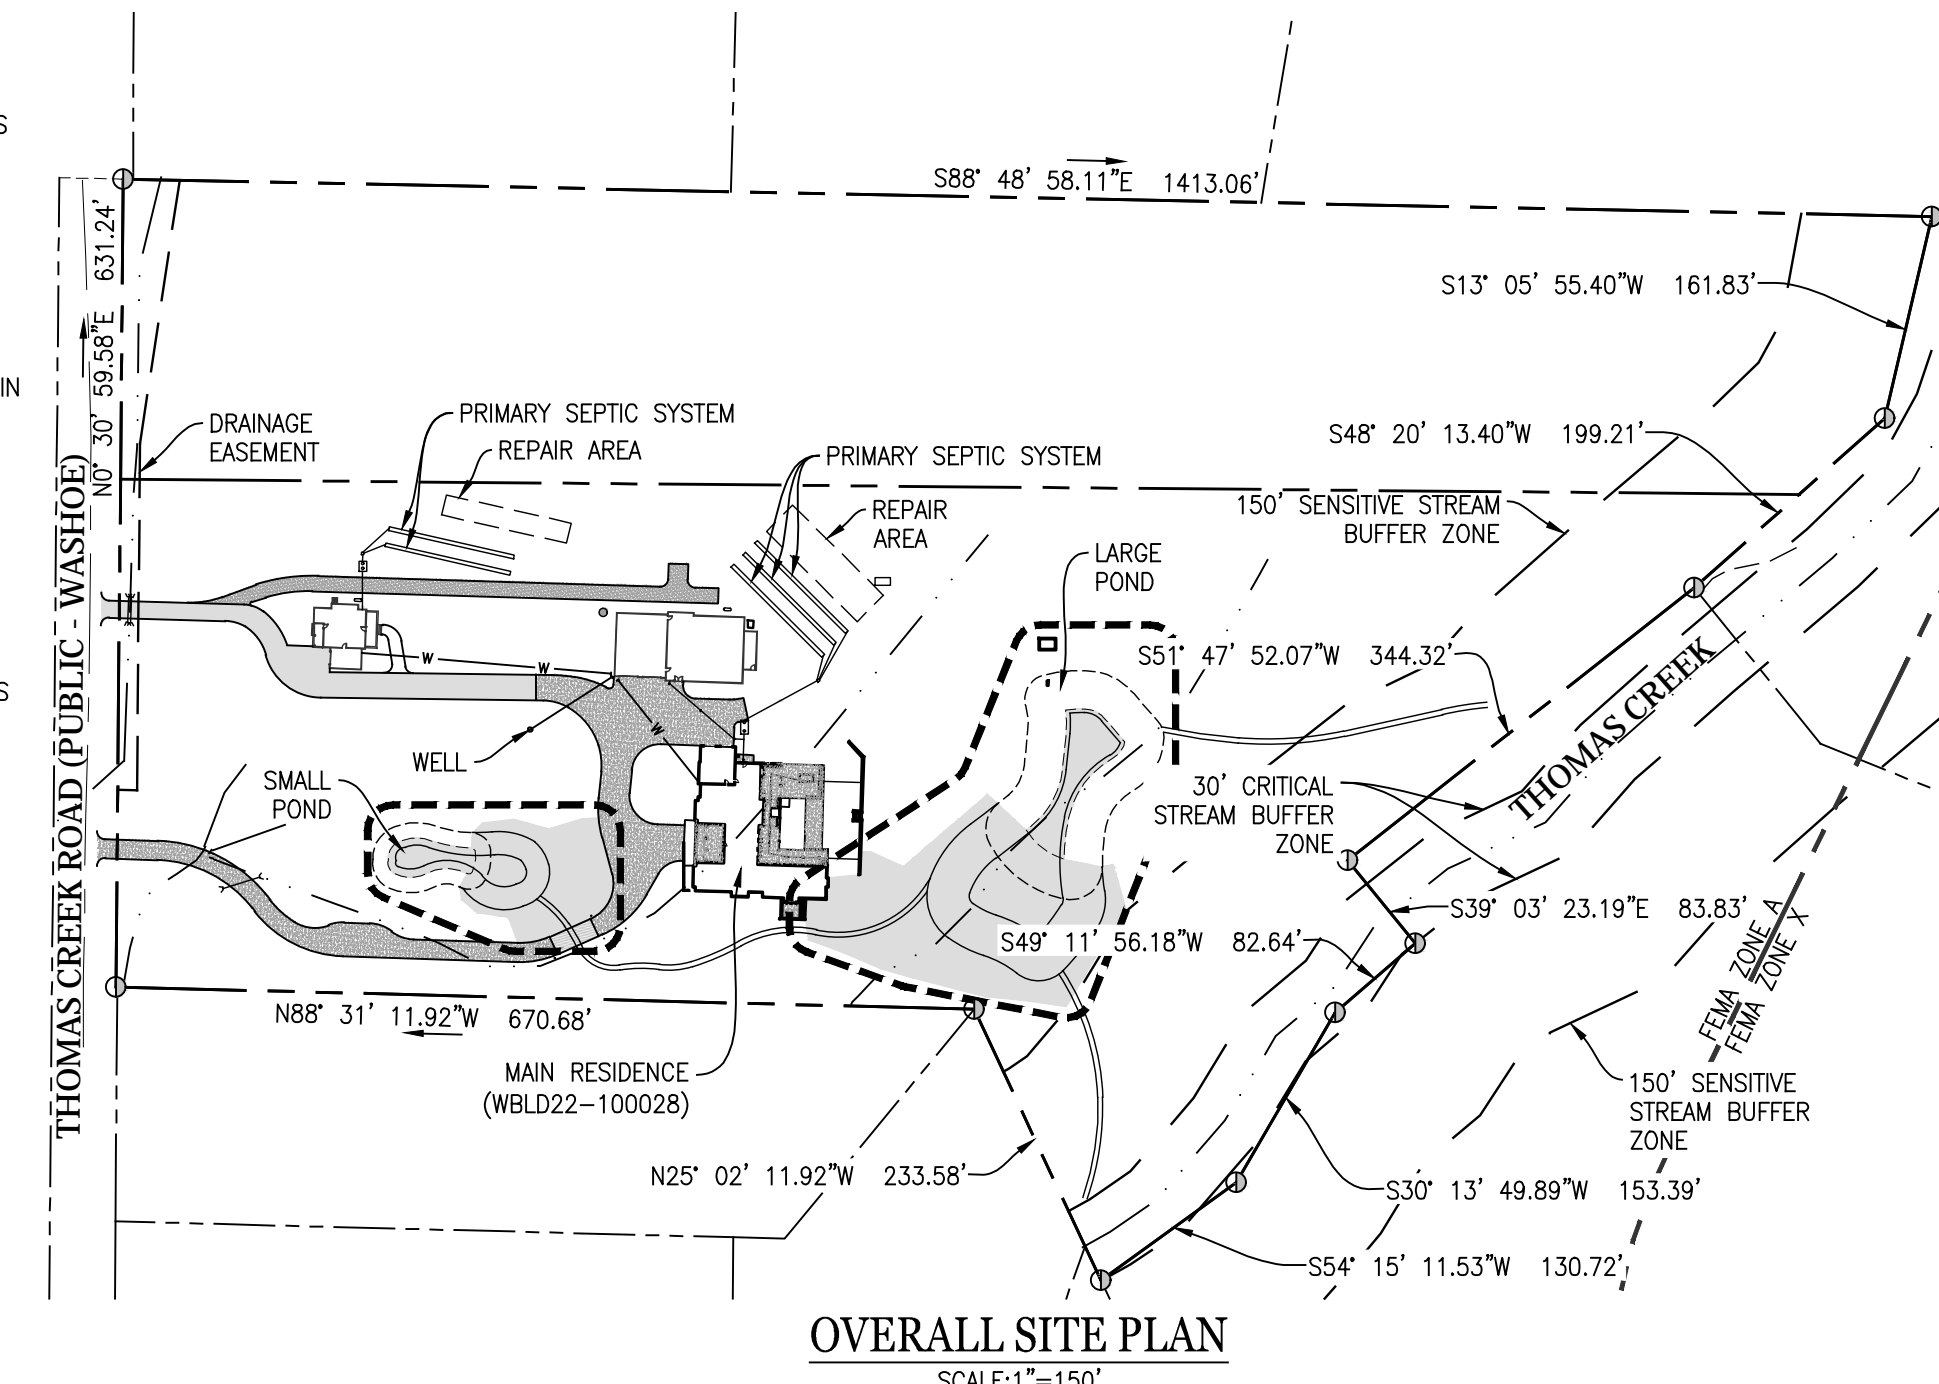 S
S88° 48' 58.11"E 1413.06'
N0° 30' 59.58"E 631.24'
S13° 05' 55.40"W 161.83'
IN
DRAINAGE
EASEMENT
PRIMARY SEPTIC SYSTEM
REPAIR AREA
PRIMARY SEPTIC SYSTEM
S48° 20' 13.40"W 199.21'
REPAIR
AREA
150' SENSITIVE STREAM
BUFFER ZONE
LARGE
POND
THOMAS CREEK ROAD (PUBLIC - WASHOE)
W
W
W
S51° 47' 52.07"W 344.32'
S
THOMAS CREEK
WELL
SMALL
POND
30' CRITICAL
STREAM BUFFER
ZONE
S39° 03' 23.19"E 83.83'
S49° 11' 56.18"W 82.64'
FEMA ZONE A
FEMA ZONE X
N88° 31' 11.92"W 670.68'
MAIN RESIDENCE
(WBLD22-100028)
150' SENSITIVE
STREAM BUFFER
ZONE
N25° 02' 11.92"W 233.58'
S30° 13' 49.89"W 153.39'
S54° 15' 11.53"W 130.72'
OVERALL SITE PLAN
SCALE:1"=150'